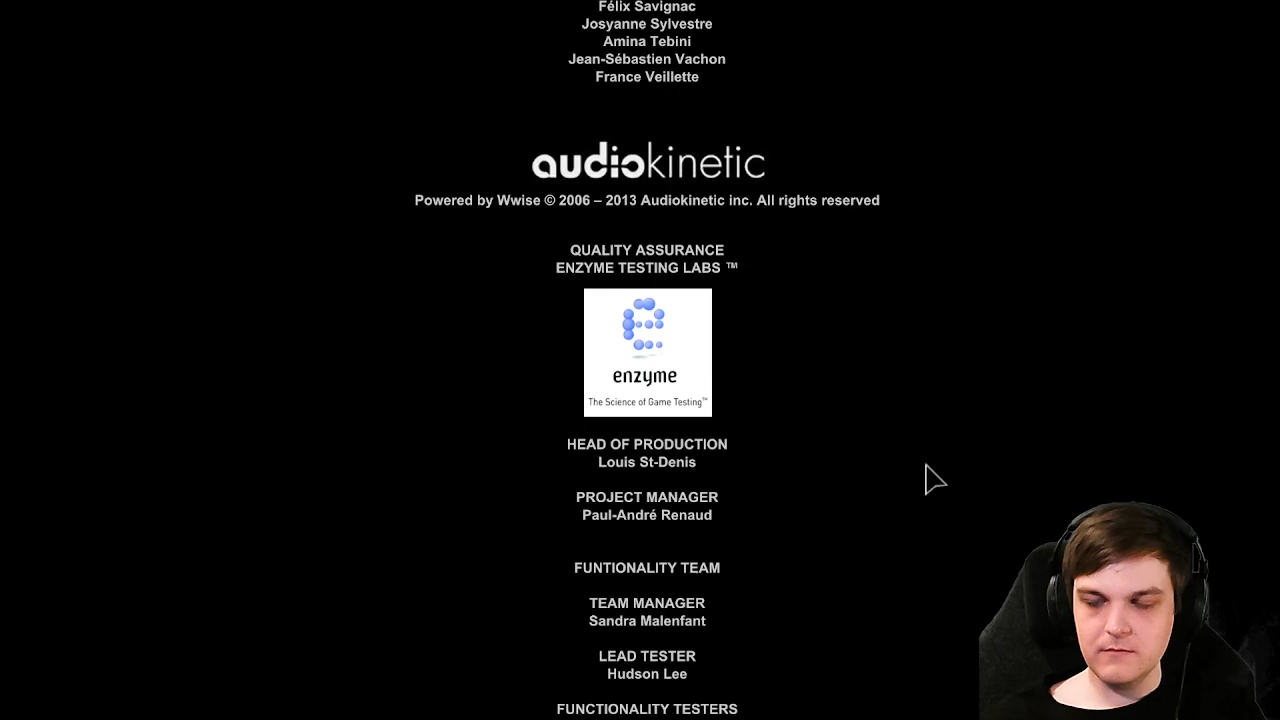 Félix Savignac
Josyanne Sylvestre
Amina Tebini
Jean-Sébastien Vachon
France Veillette
audiokinetic
Powered by Wwise © 2006 – 2013 Audiokinetic inc. All rights reserved
QUALITY ASSURANCE
ENZYME TESTING LABS ™
enzyme
The Science of Game Testing™
HEAD OF PRODUCTION
Louis St-Denis
PROJECT MANAGER
Paul-André Renaud
FUNTIONALITY TEAM
TEAM MANAGER
Sandra Malenfant
LEAD TESTER
Hudson Lee
FUNCTIONALITY TESTERS